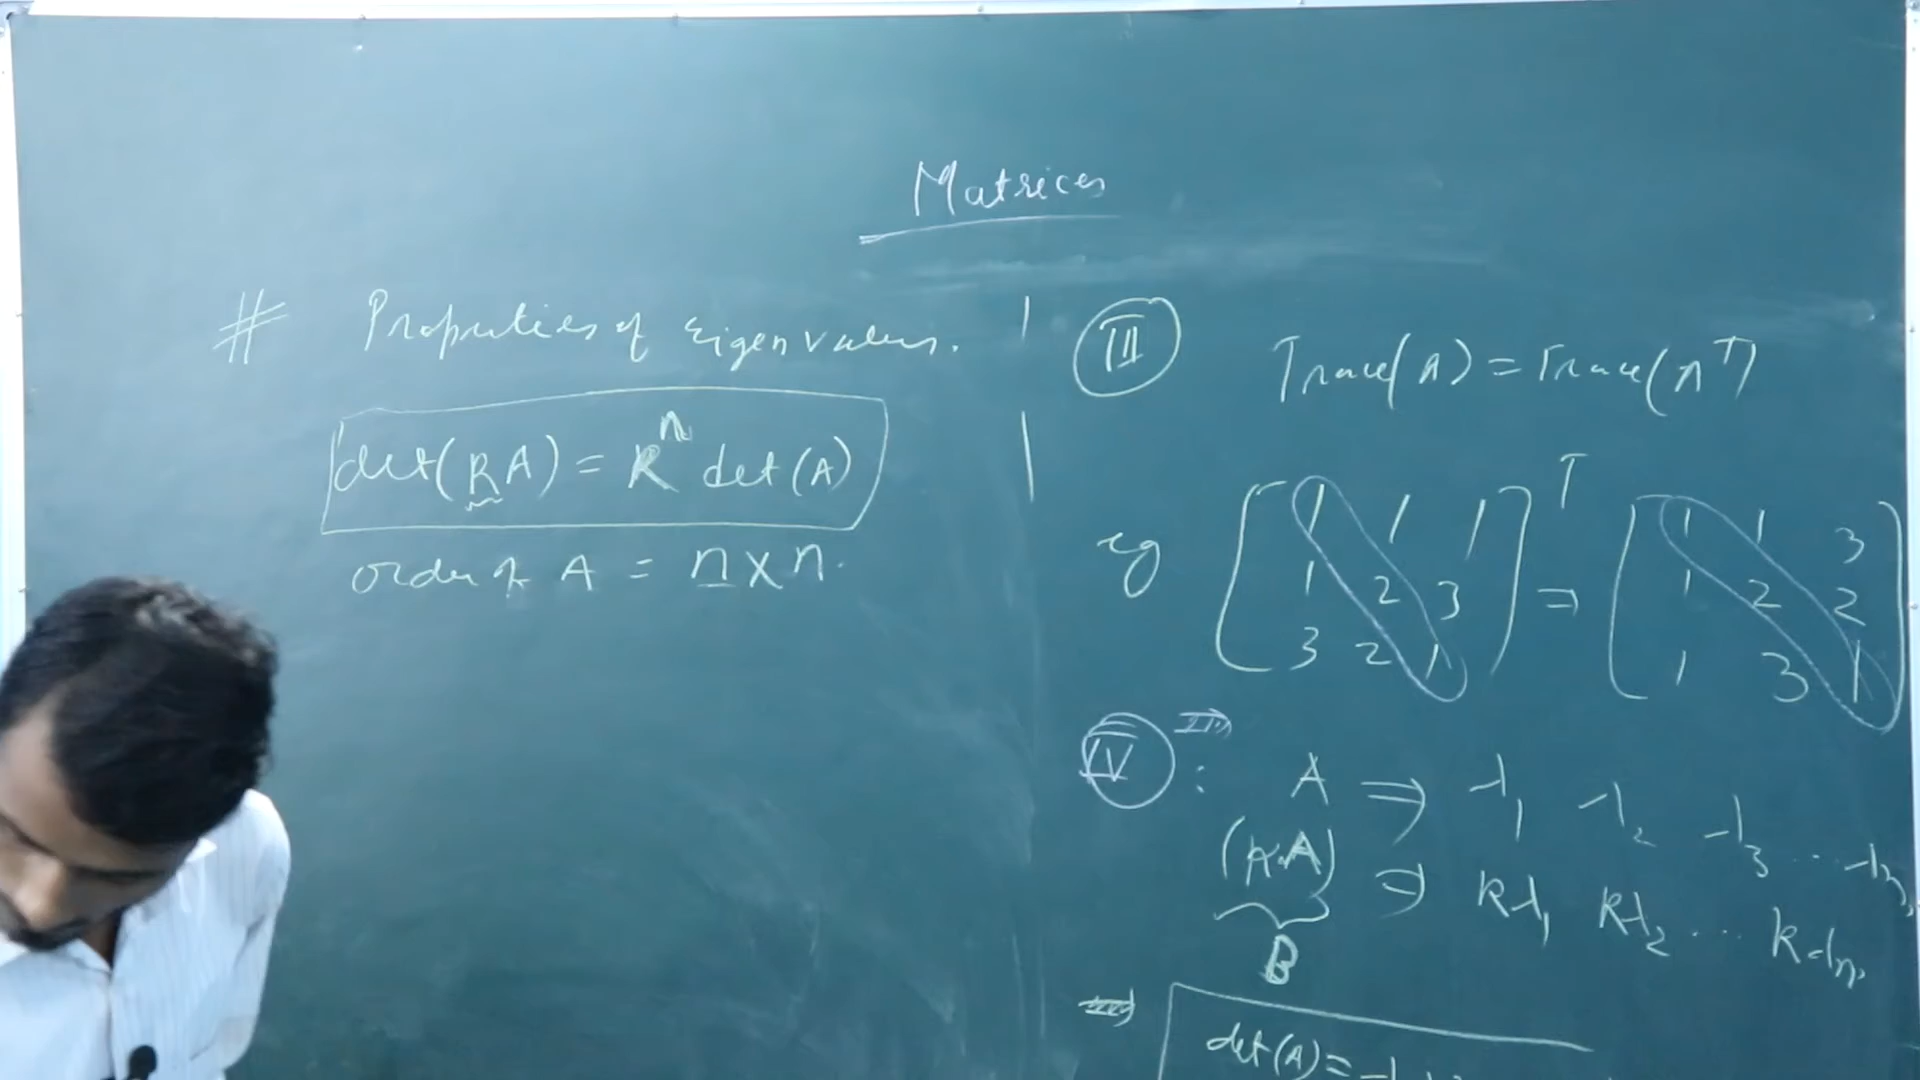 Matrices
# Properties of Eigen values.
det(KA) = K^n det(A)
order of A = n x n.
III Trace(A) = Trace(A^T)
eg [1 1 1; 1 2 3; 3 2 1]^T = [1 1 3; 1 2 2; 1 3 1]
IV : A ⇒ λ1 λ2 λ3 ... λn
(K.A) ⇒ Kλ1 Kλ2 ... Kλn
B
det(A) =